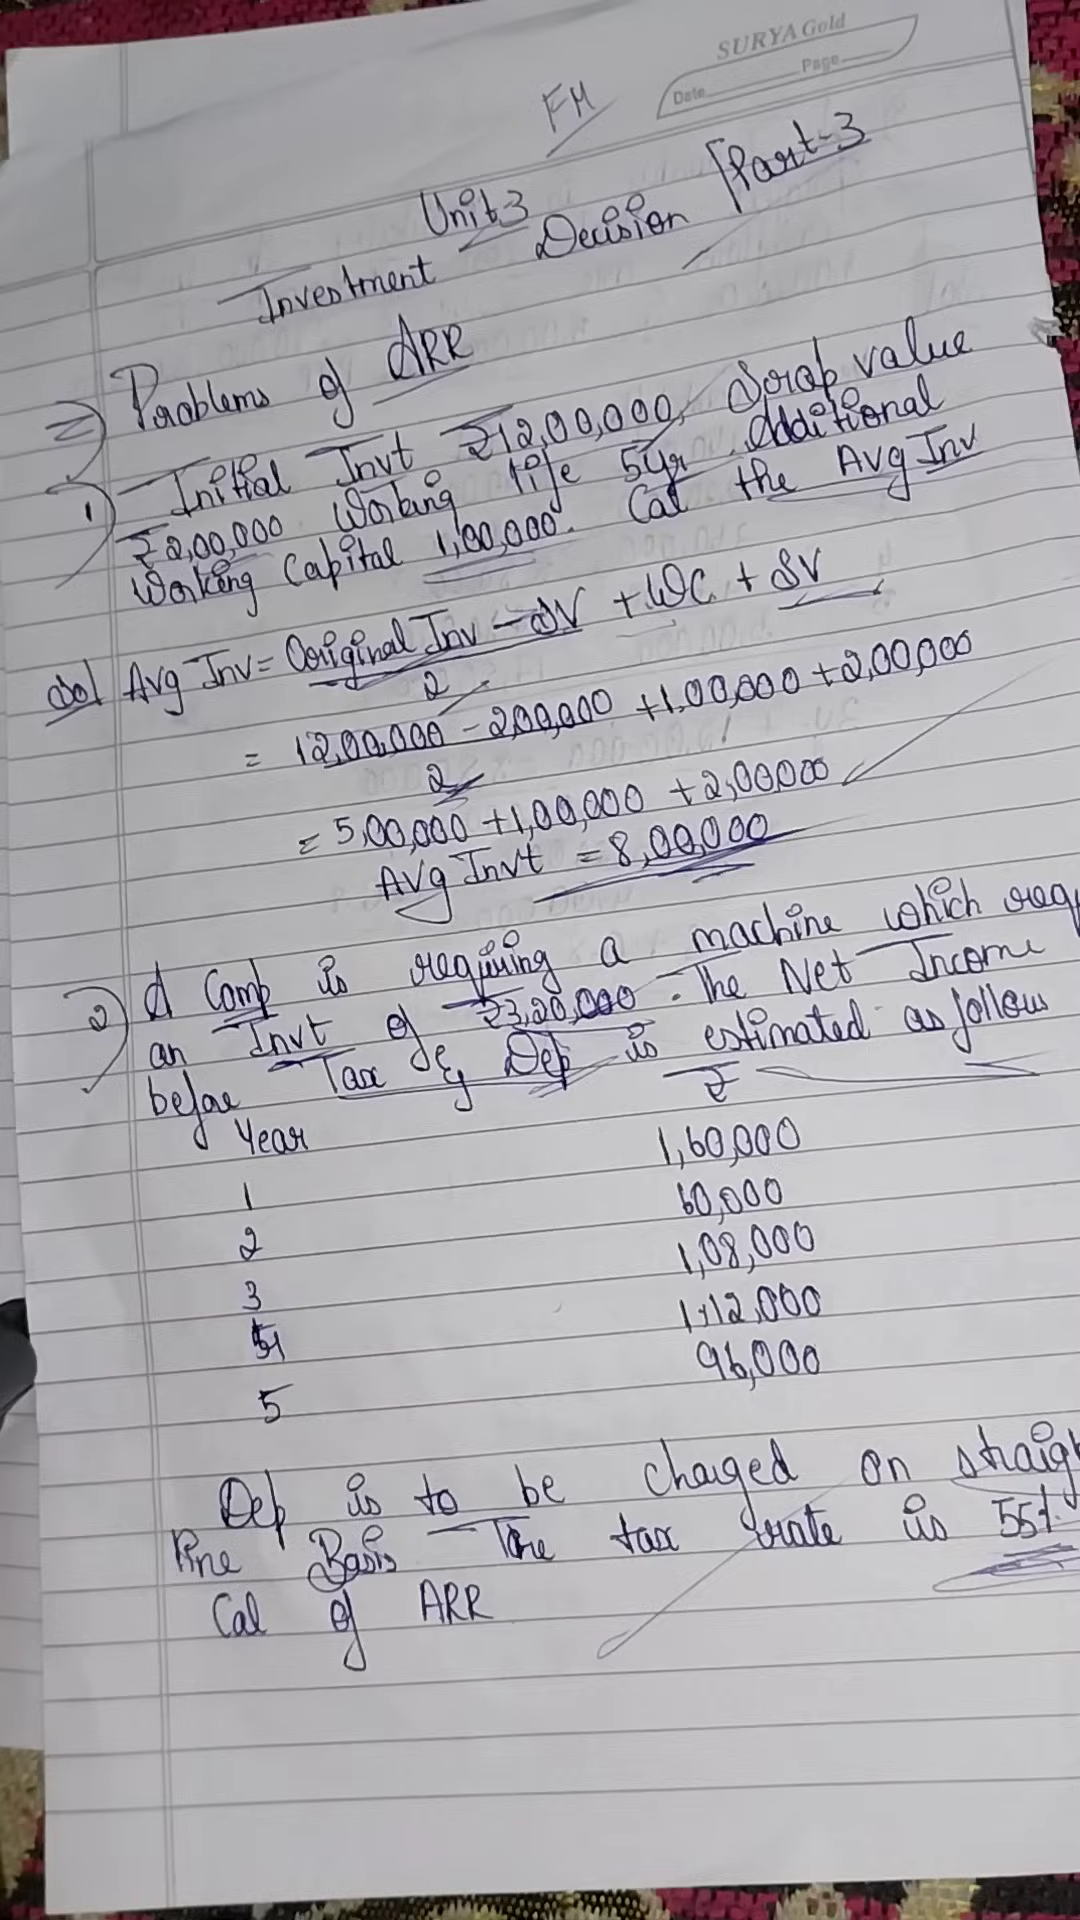 SURYA Gold
Date
Page
FM
Unit 3
Investment Decision Part-3
Problems of ARR
1) Initial Invt ₹12,00,000, Scrap value
₹2,00,000. Working life 5yr. Additional
Working Capital 1,00,000. Cal the Avg Inv
Sol Avg Inv = Original Inv - SV + WC + SV
2
= 12,00,000 - 2,00,000 + 1,00,000 + 2,00,000
2
= 5,00,000 + 1,00,000 + 2,00,000
Avg Invt = 8,00,000
2) A Comp is requiring a machine which req
an Invt of ₹3,20,000. The Net Income
before Tax & Dep is estimated as follow
Year ₹
1 1,60,000
2 60,000
3 1,08,000
4 1,12,000
5 96,000
Dep is to be charged on straigh
line Basis The tax rate is 55%.
Cal of ARR